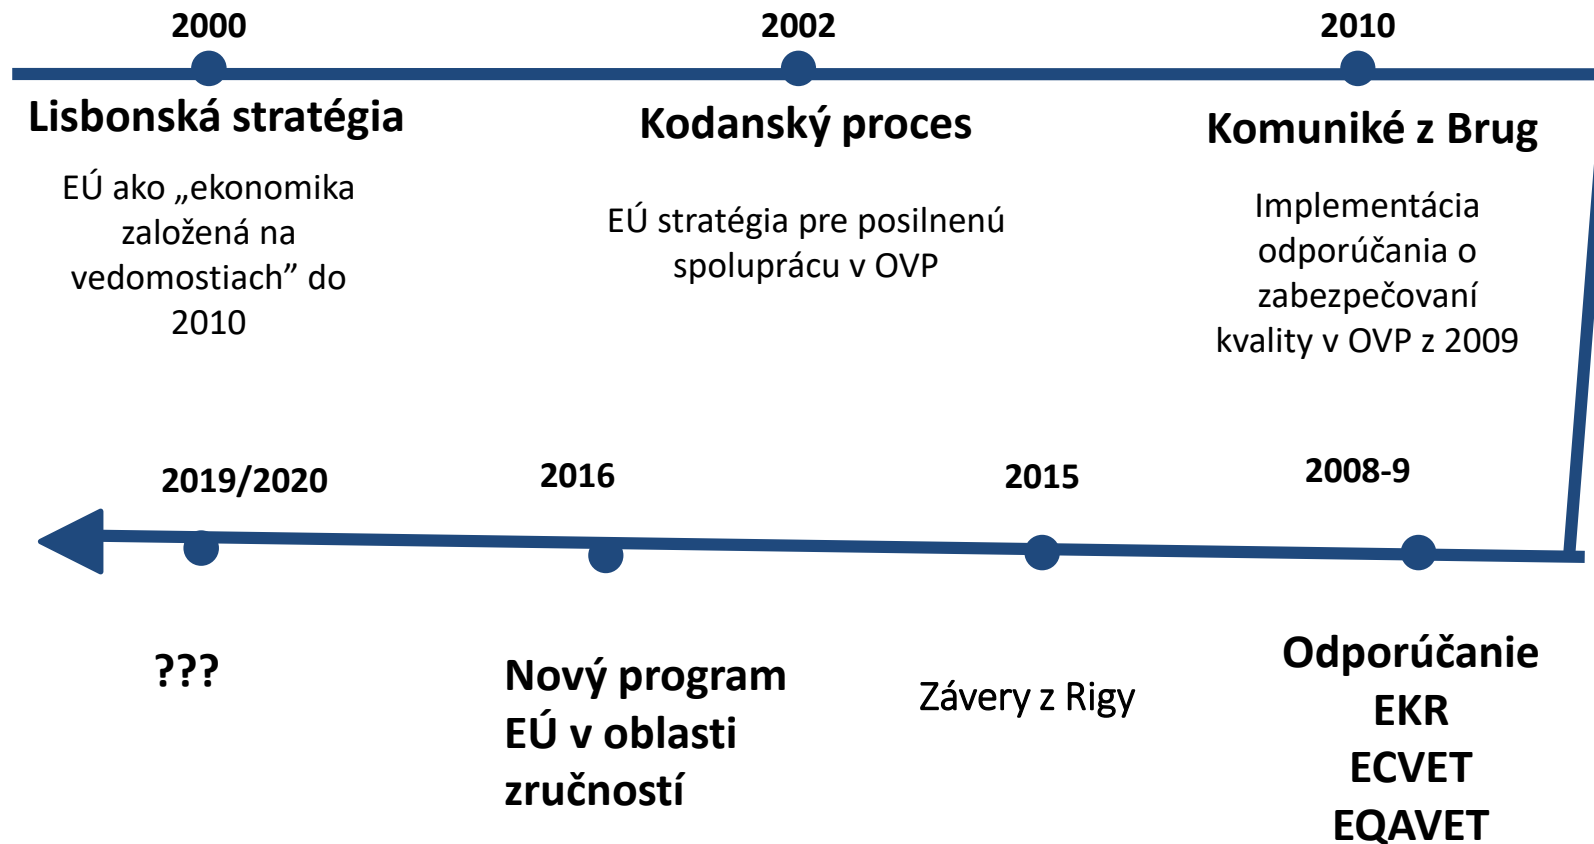 2000
Lisbonská stratégia
EÚ ako „ekonomika
založená na
vedomostiach” do
2010
2002
Kodanský proces
EÚ stratégia pre posilnenú
spoluprácu v OVP
2010
Komuniké z Brug
Implementácia
odporúčania o
zabezpečovaní
kvality v OVP z 2009
2008-9
Odporúčanie
EKR
ECVET
EQAVET
2015
Závery z Rigy
2016
Nový program
EÚ v oblasti
zručností
2019/2020
???